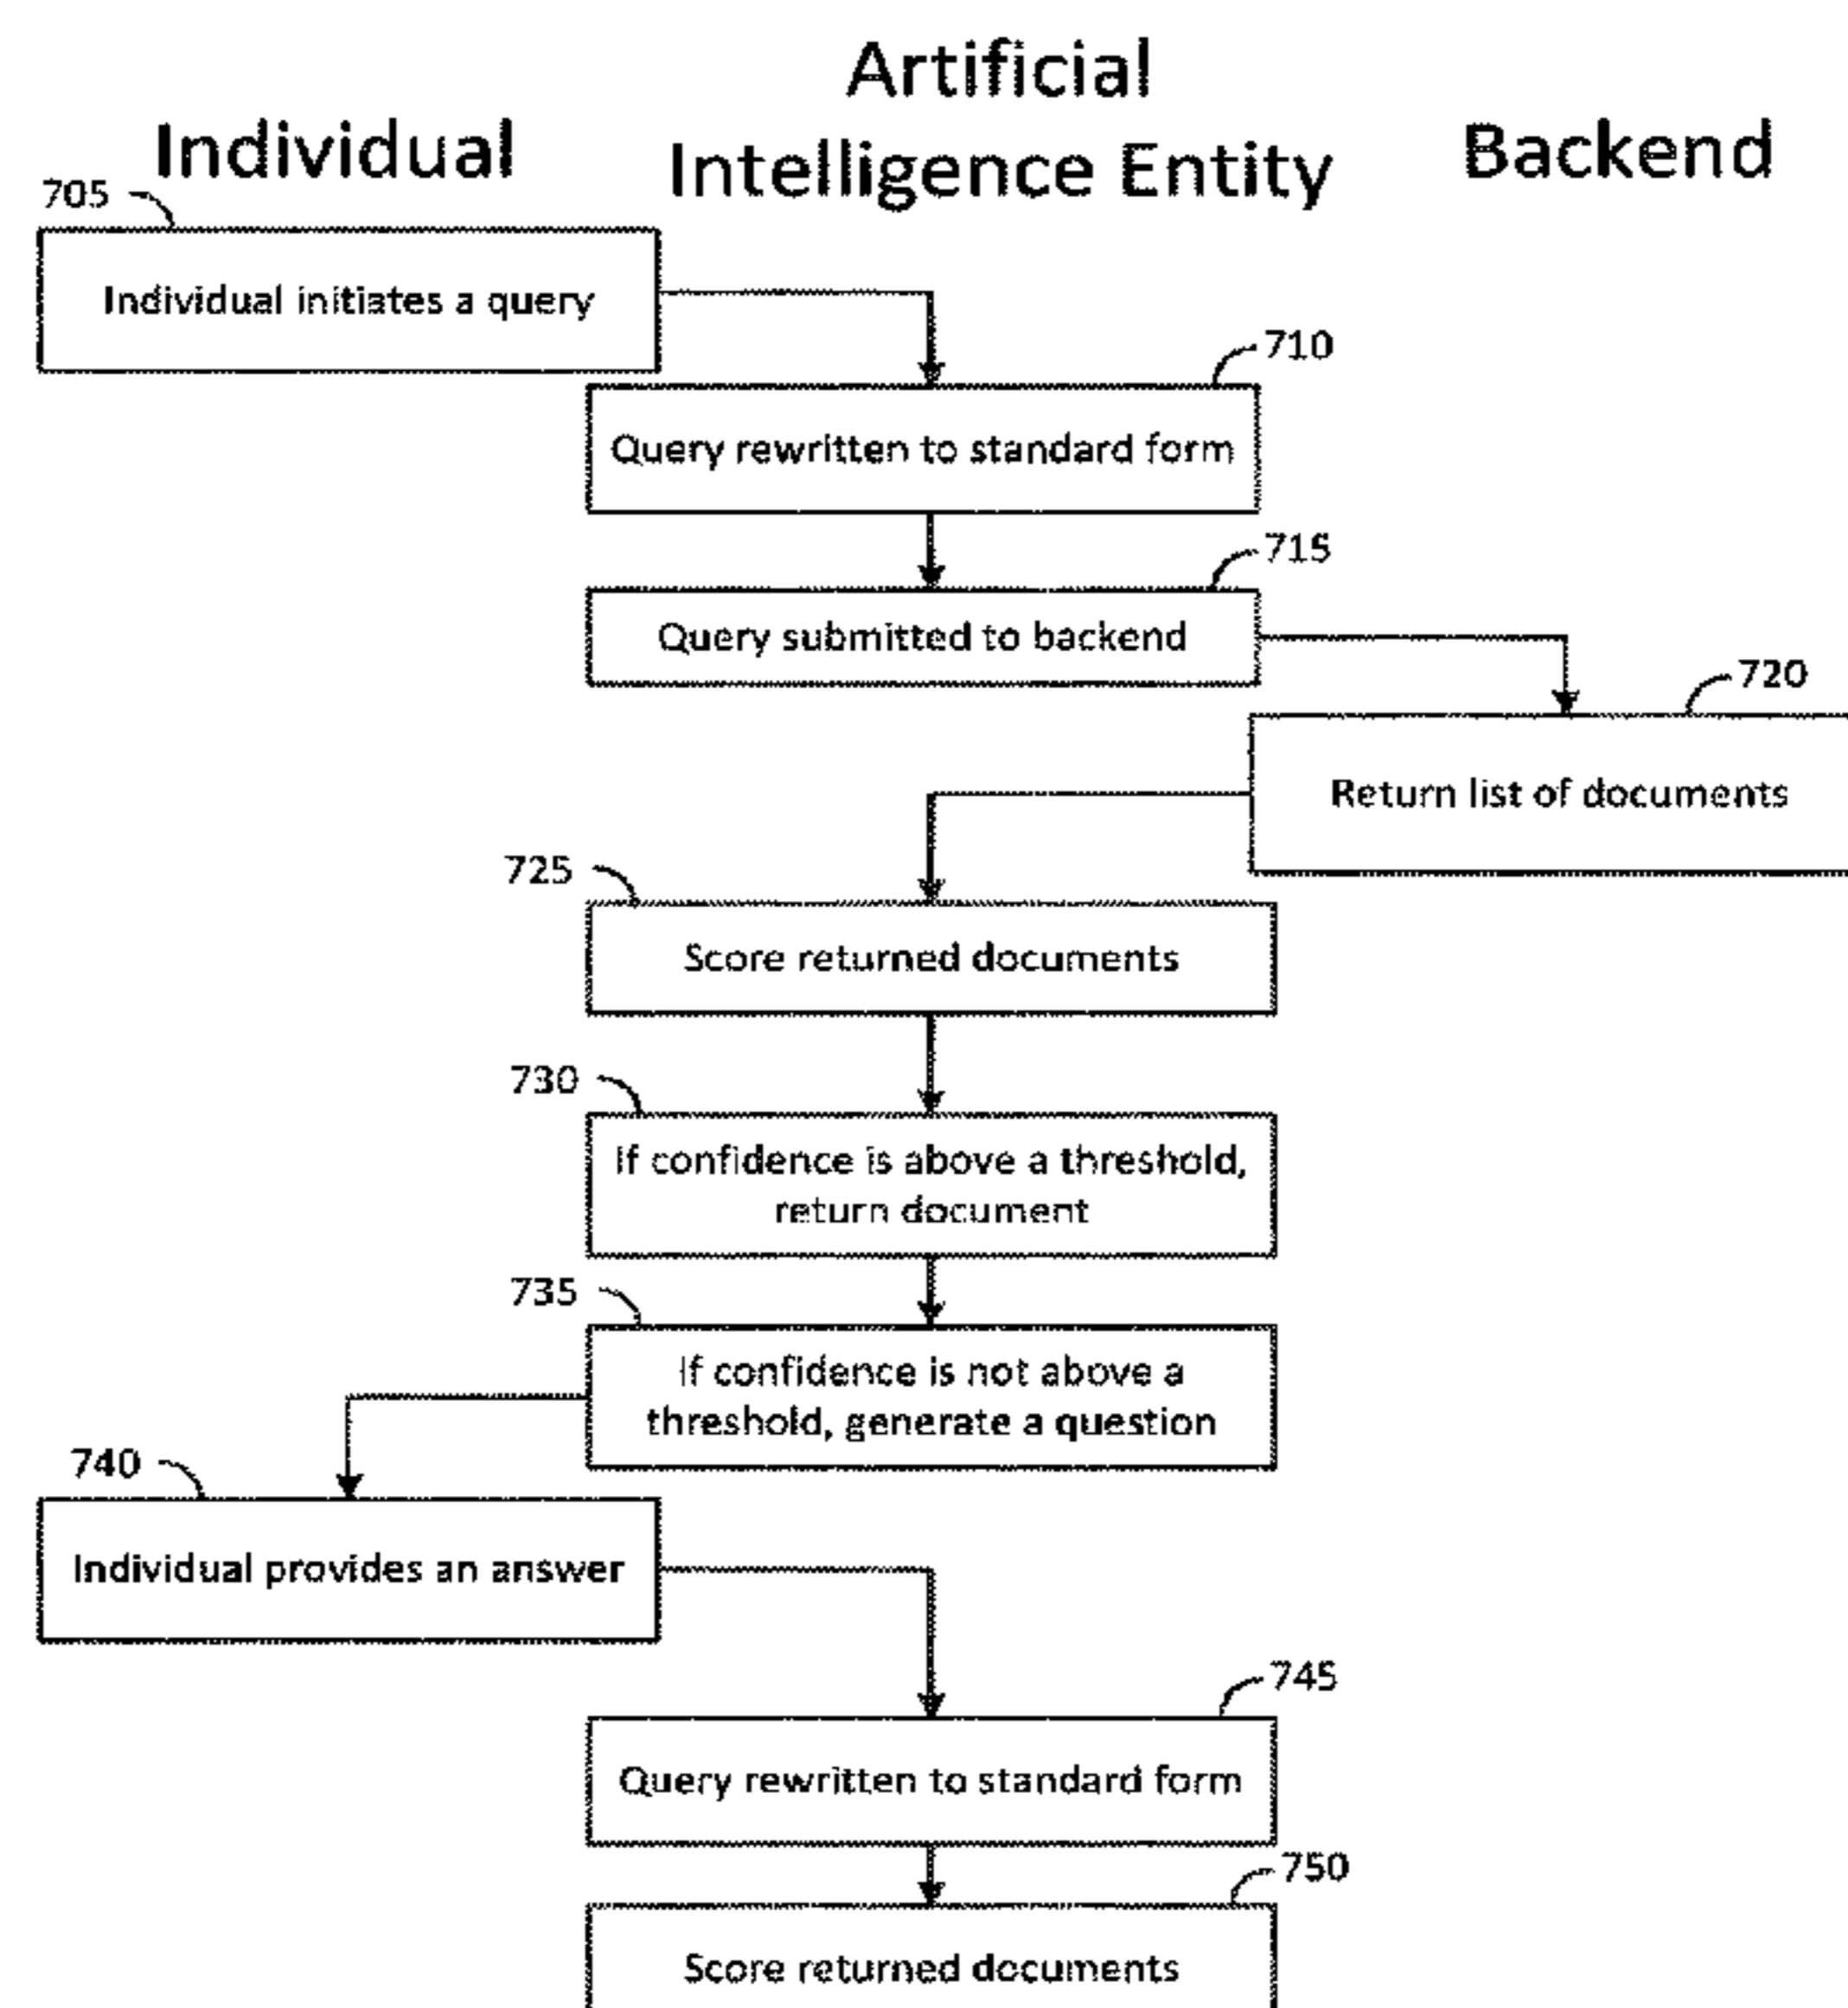 Individual
Artificial
Intelligence Entity
Backend
705
Individual initiates a query
710
Query rewritten to standard form
715
Query submitted to backend
720
Return list of documents
725
Score returned documents
730
If confidence is above a threshold,
return document
735
If confidence is not above a
threshold, generate a question
740
Individual provides an answer
745
Query rewritten to standard form
750
Score returned documents